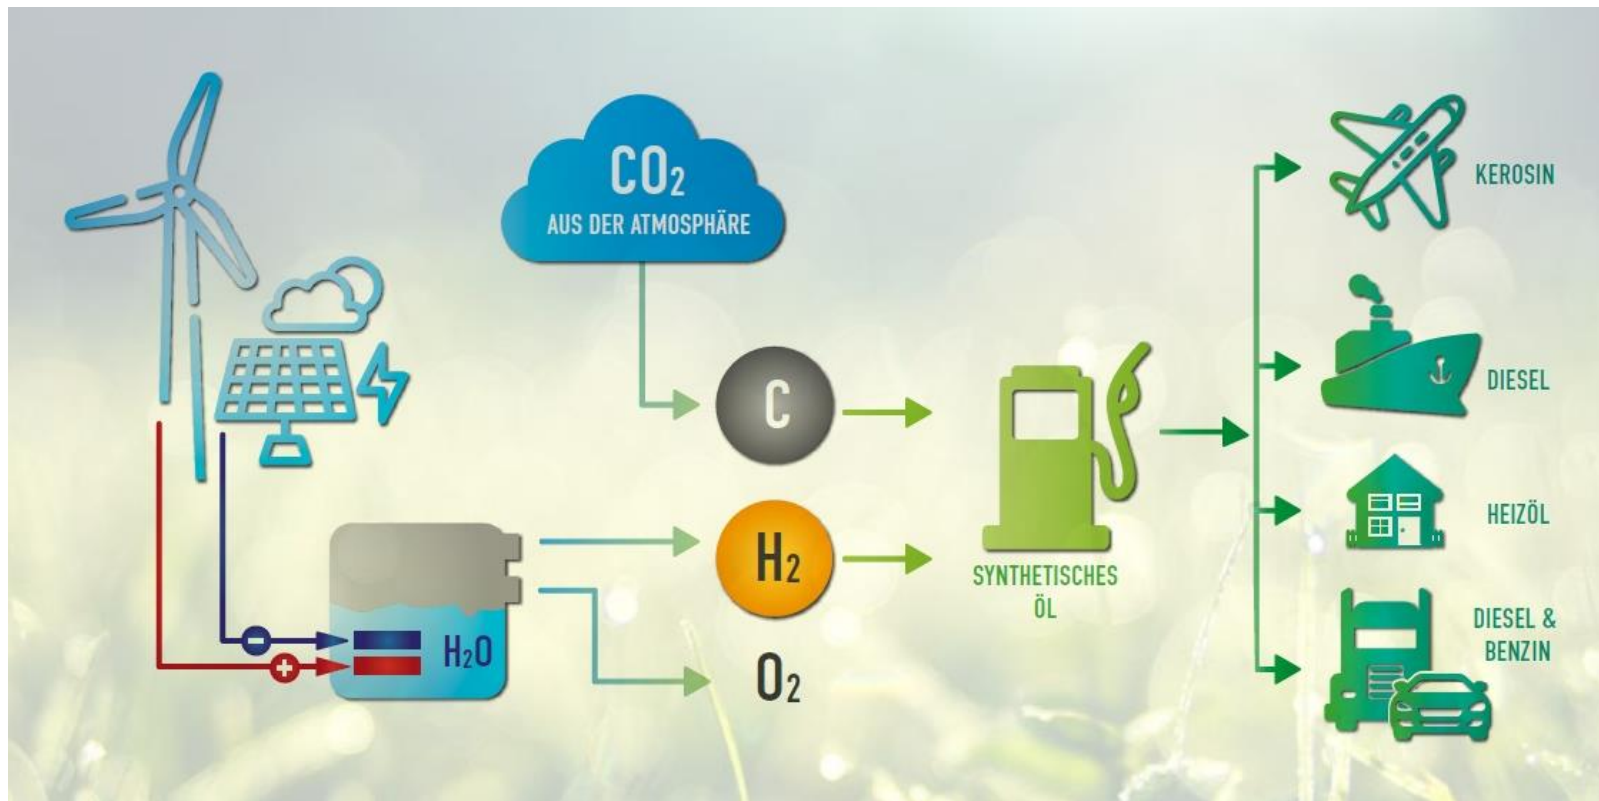 CO₂
AUS DER ATMOSPHÄRE
C
H₂
O₂
−
+
H₂O
SYNTHETISCHES
ÖL
KEROSIN
DIESEL
HEIZÖL
DIESEL &
BENZIN